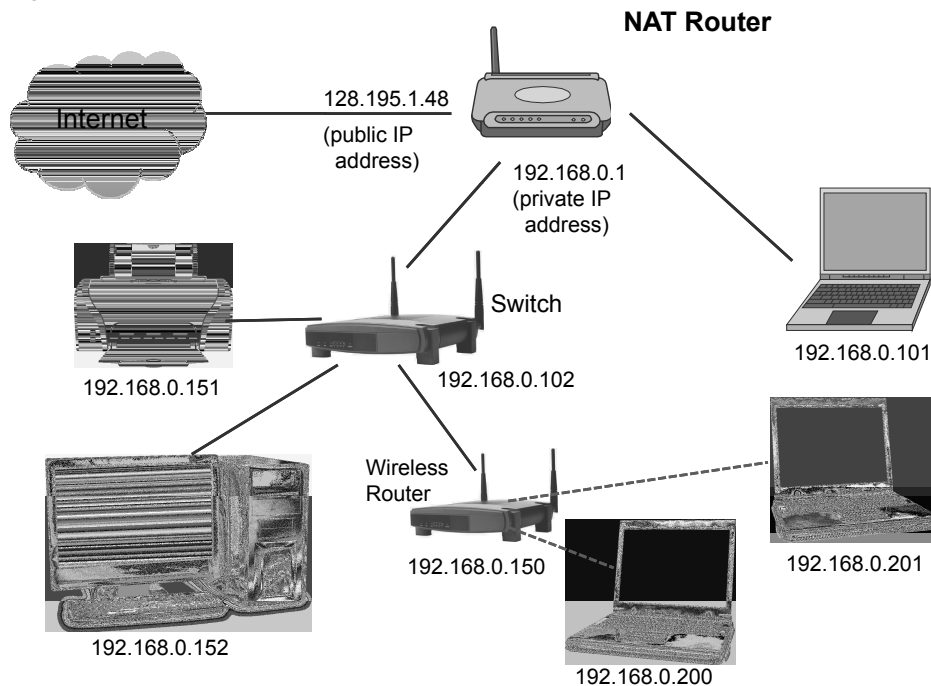 NAT Router
Internet
128.195.1.48
(public IP
address)
192.168.0.1
(private IP
address)
Switch
192.168.0.101
192.168.0.151
192.168.0.102
Wireless
Router
192.168.0.150
192.168.0.201
192.168.0.152
192.168.0.200